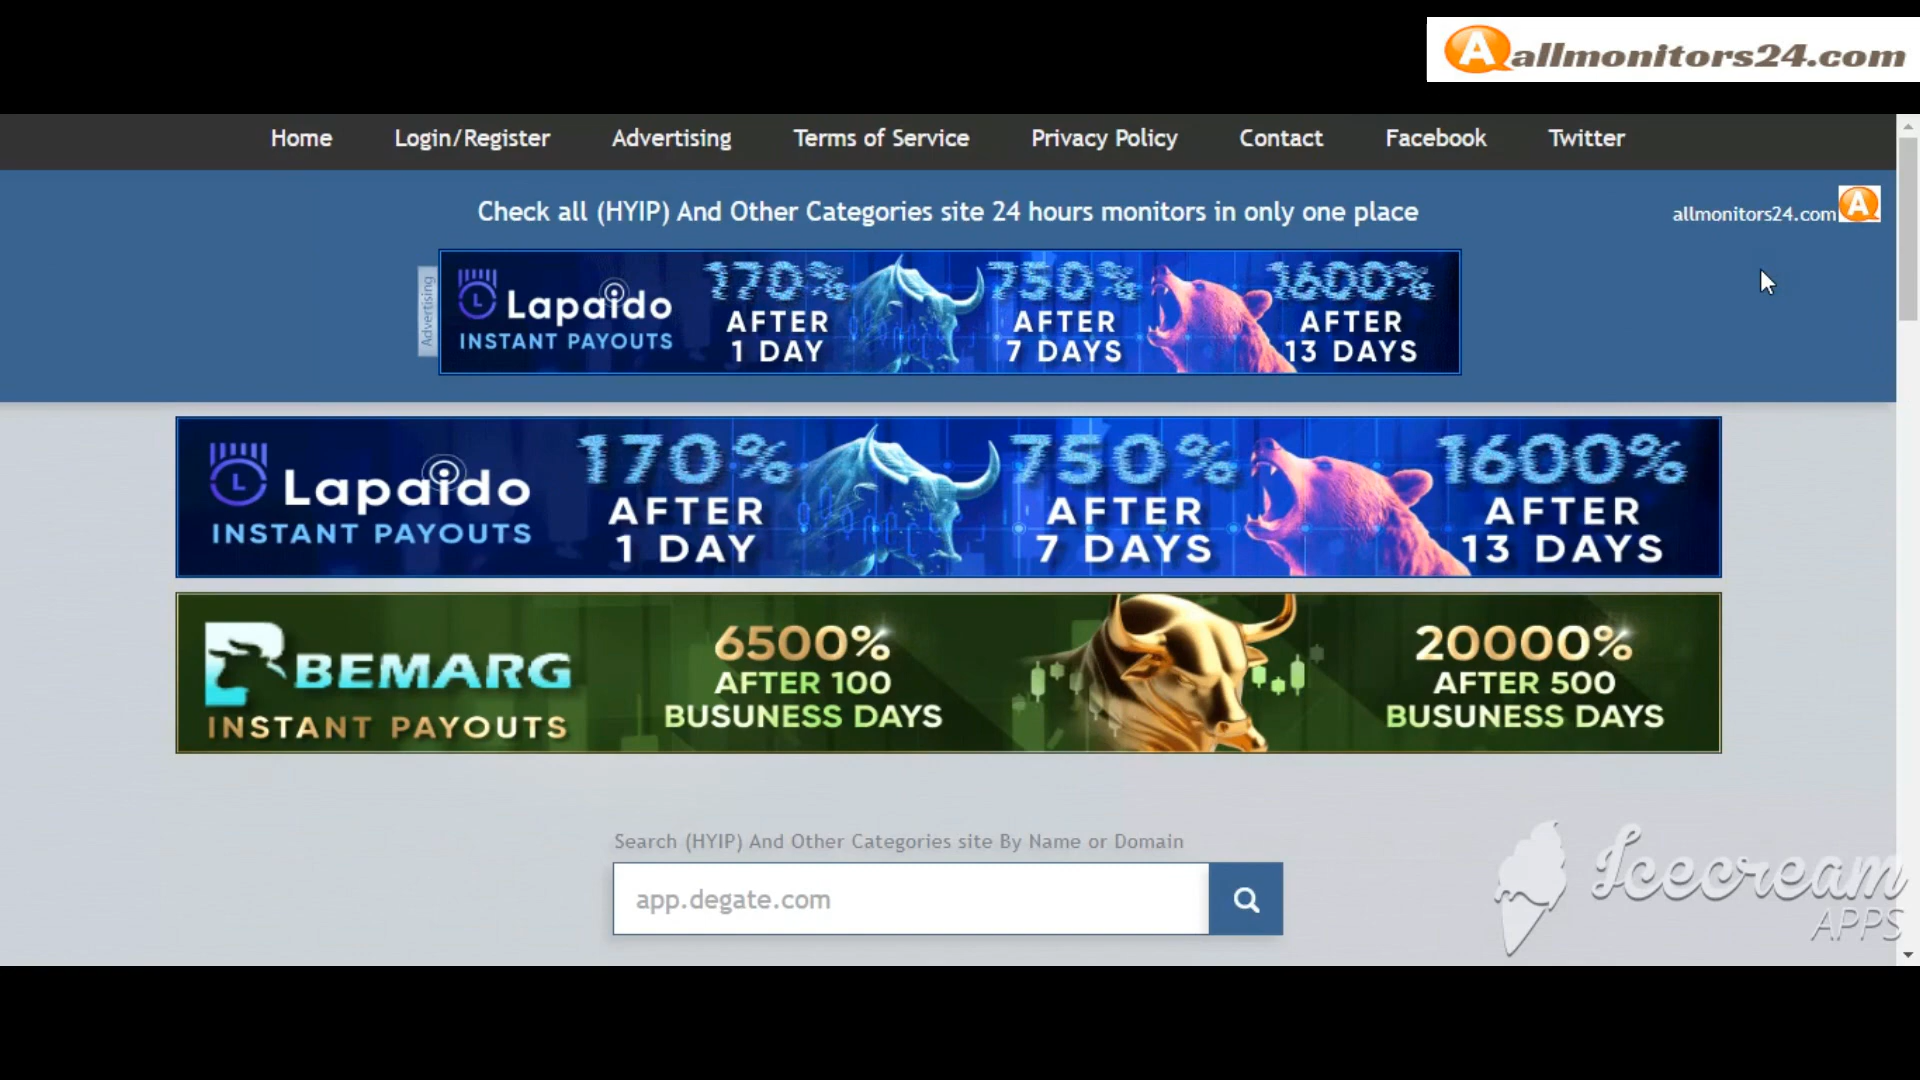 Aallmonitors24.com
Home Login/Register Advertising Terms of Service Privacy Policy Contact Facebook Twitter
Check all (HYIP) And Other Categories site 24 hours monitors in only one place
allmonitors24.com A
Advertising
Lapaido
INSTANT PAYOUTS
170%
AFTER
1 DAY
750%
AFTER
7 DAYS
1600%
AFTER
13 DAYS
Lapaido
INSTANT PAYOUTS
170%
AFTER
1 DAY
750%
AFTER
7 DAYS
1600%
AFTER
13 DAYS
BEMARG
INSTANT PAYOUTS
6500%
AFTER 100
BUSUNESS DAYS
20000%
AFTER 500
BUSUNESS DAYS
Search (HYIP) And Other Categories site By Name or Domain
app.degate.com
Icecream
APPS